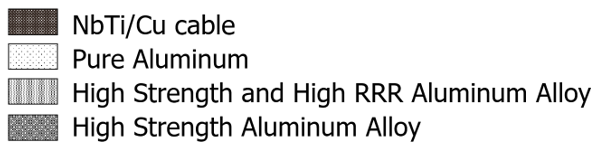 NbTi/Cu cable
Pure Aluminum
High Strength and High RRR Aluminum Alloy
High Strength Aluminum Alloy